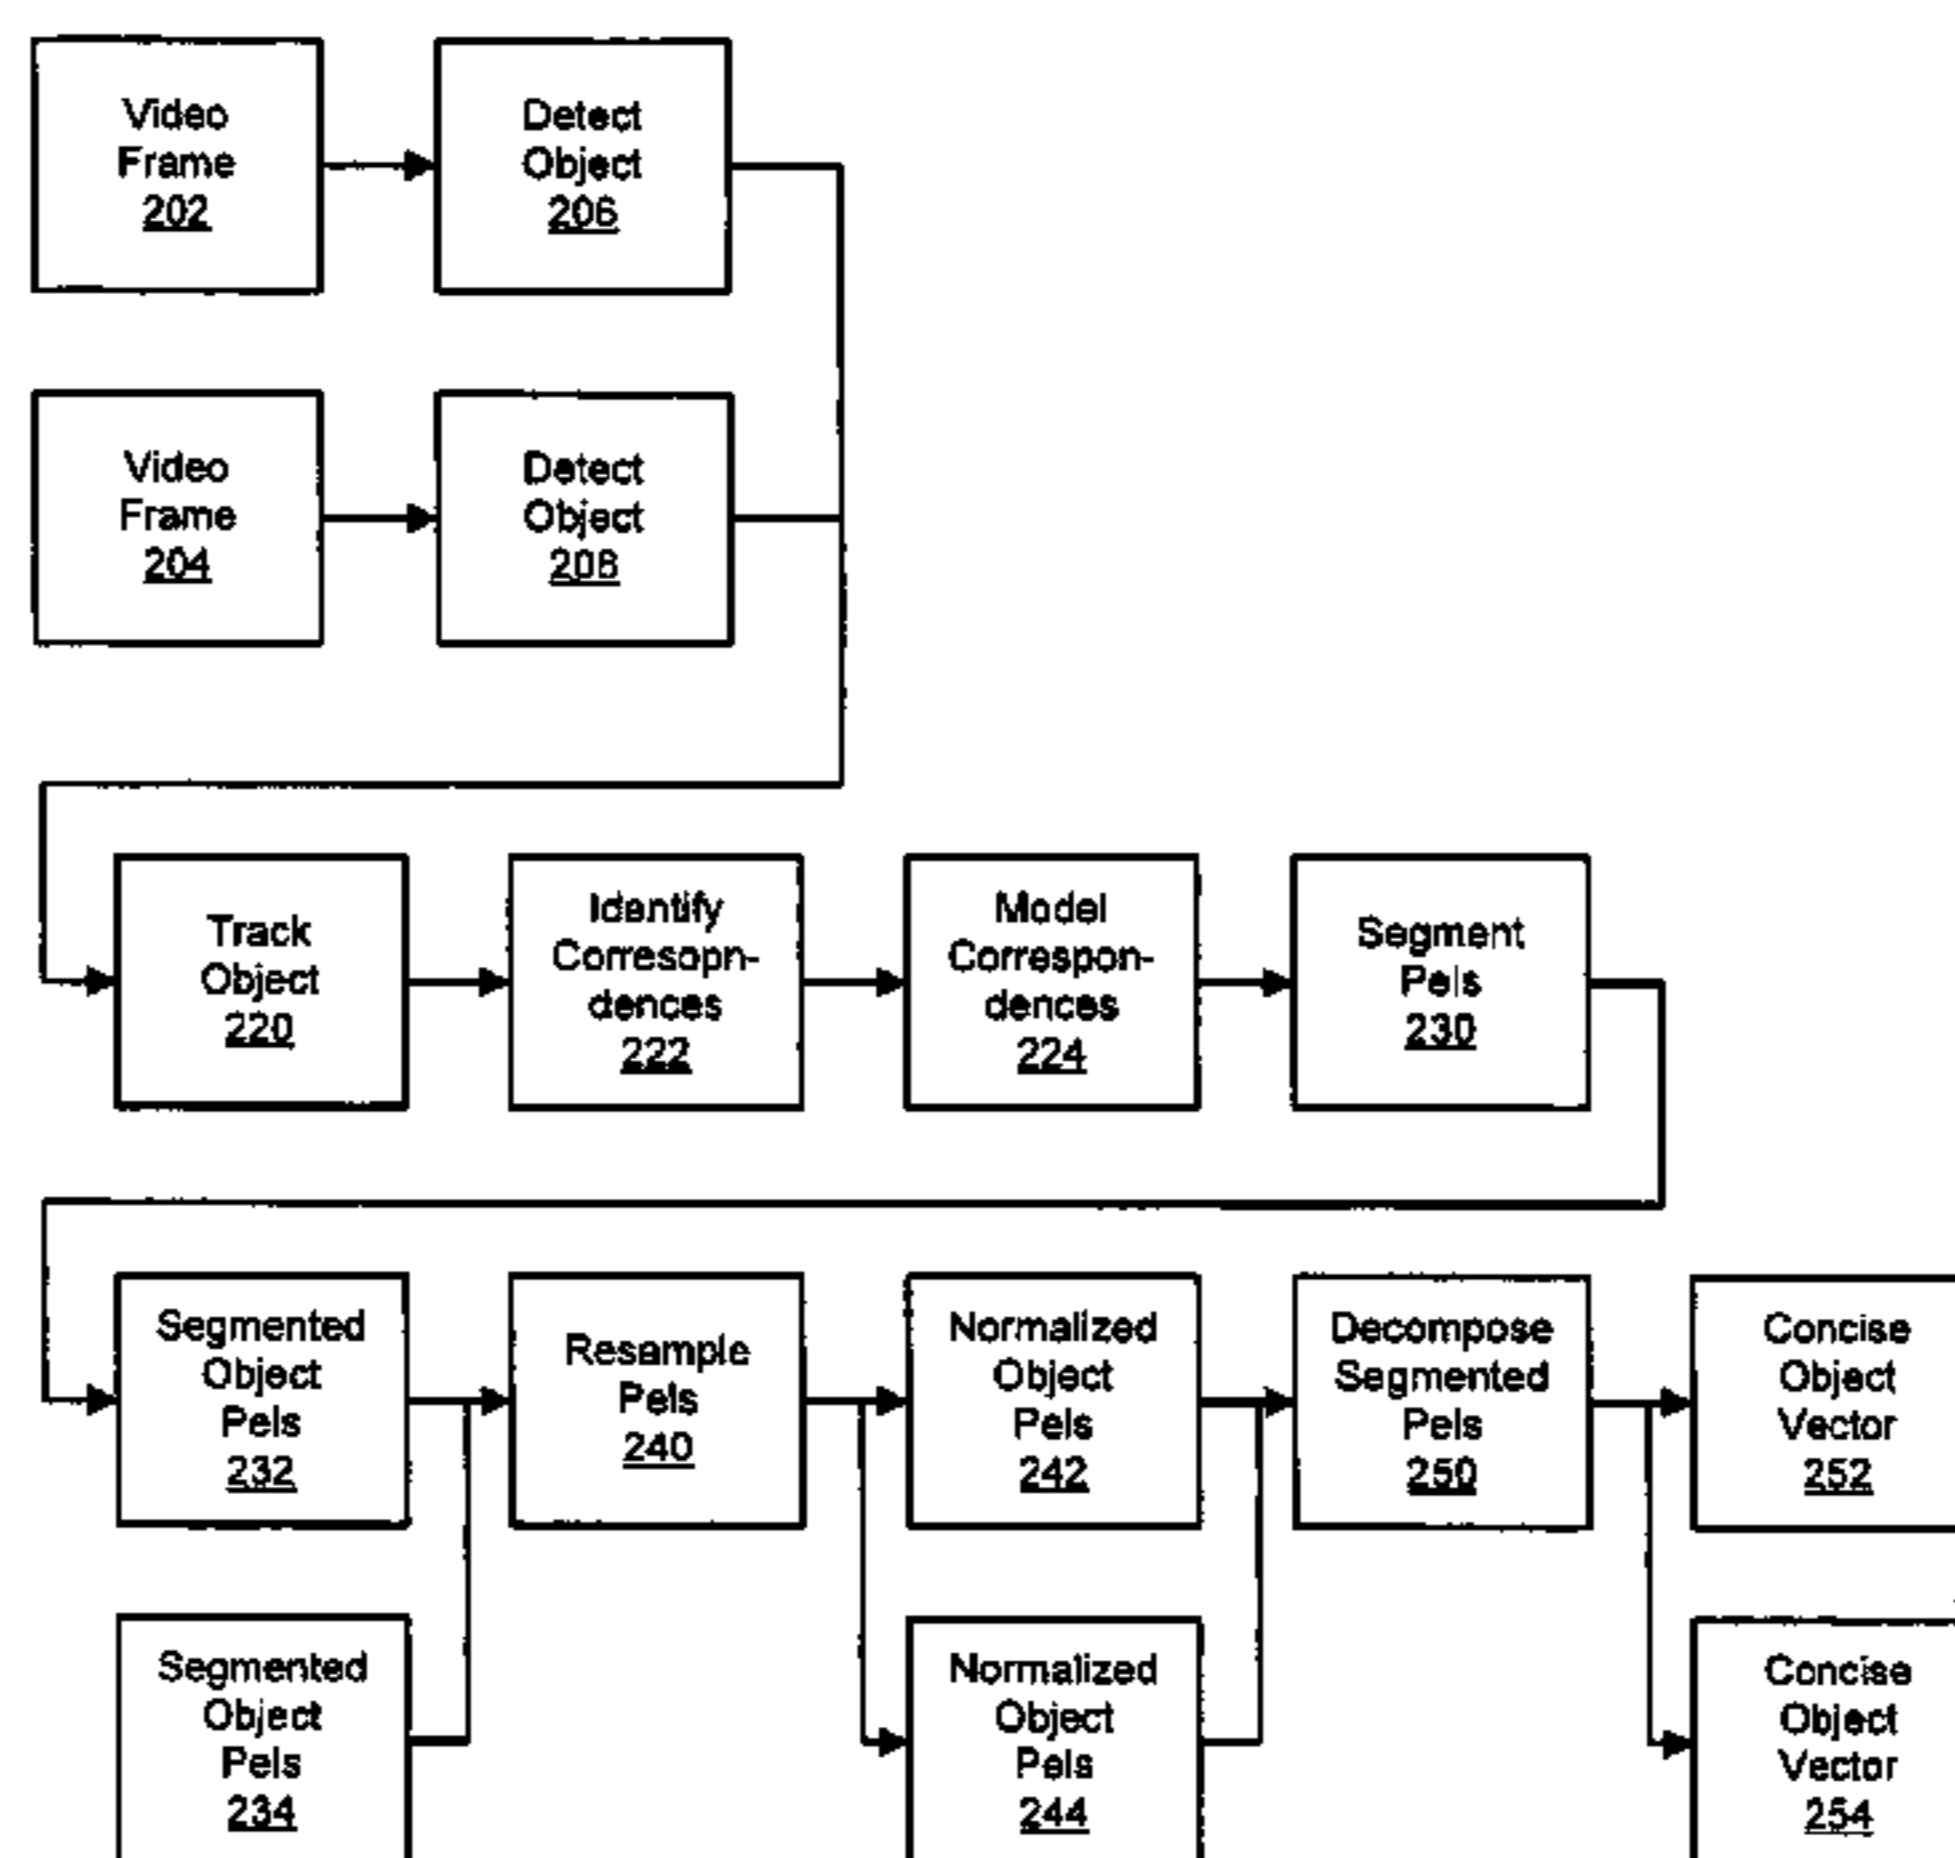 Video
Frame
202
Detect
Object
206
Video
Frame
204
Detect
Object
208
Track
Object
220
Identify
Corresopn-
dences
222
Model
Correspon-
dences
224
Segment
Pels
230
Segmented
Object
Pels
232
Resample
Pels
240
Normalized
Object
Pels
242
Decompose
Segmented
Pels
250
Concise
Object
Vector
252
Segmented
Object
Pels
234
Normalized
Object
Pels
244
Concise
Object
Vector
254